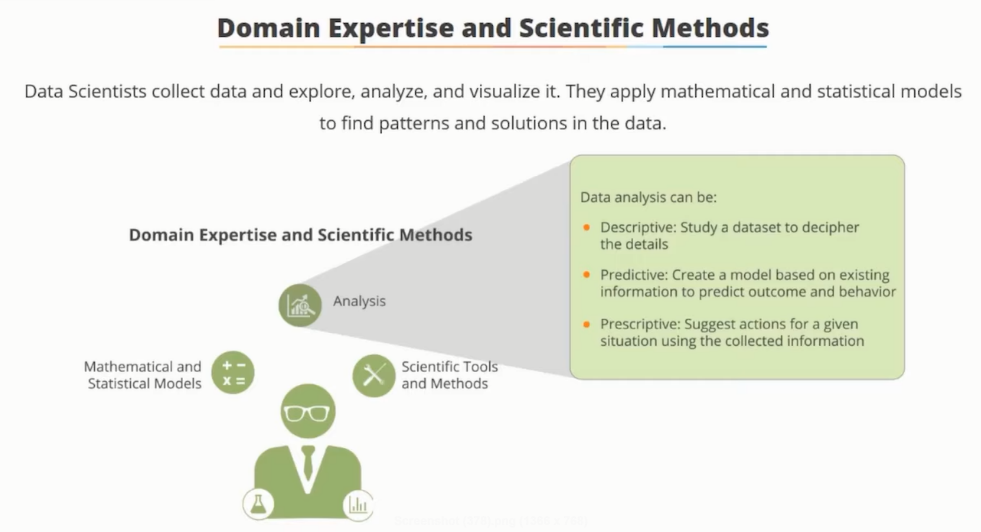 Domain Expertise and Scientific Methods
Data Scientists collect data and explore, analyze, and visualize it. They apply mathematical and statistical models
to find patterns and solutions in the data.
Domain Expertise and Scientific Methods
Analysis
Mathematical and
Statistical Models
Scientific Tools
and Methods
Data analysis can be:
• Descriptive: Study a dataset to decipher
the details
• Predictive: Create a model based on existing
information to predict outcome and behavior
• Prescriptive: Suggest actions for a given
situation using the collected information
+ −
x =